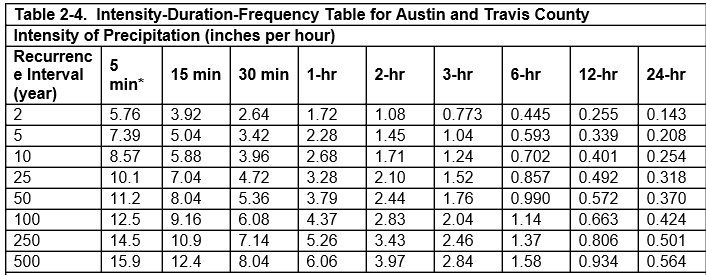 Table 2-4.  Intensity-Duration-Frequency Table for Austin and Travis County
Intensity of Precipitation (inches per hour)
Recurrenc
e Interval
(year)
5
min*
15 min 30 min 1-hr 2-hr 3-hr 6-hr 12-hr 24-hr
2 5.76 3.92 2.64 1.72 1.08 0.773 0.445 0.255 0.143
5 7.39 5.04 3.42 2.28 1.45 1.04 0.593 0.339 0.208
10 8.57 5.88 3.96 2.68 1.71 1.24 0.702 0.401 0.254
25 10.1 7.04 4.72 3.28 2.10 1.52 0.857 0.492 0.318
50 11.2 8.04 5.36 3.79 2.44 1.76 0.990 0.572 0.370
100 12.5 9.16 6.08 4.37 2.83 2.04 1.14 0.663 0.424
250 14.5 10.9 7.14 5.26 3.43 2.46 1.37 0.806 0.501
500 15.9 12.4 8.04 6.06 3.97 2.84 1.58 0.934 0.564